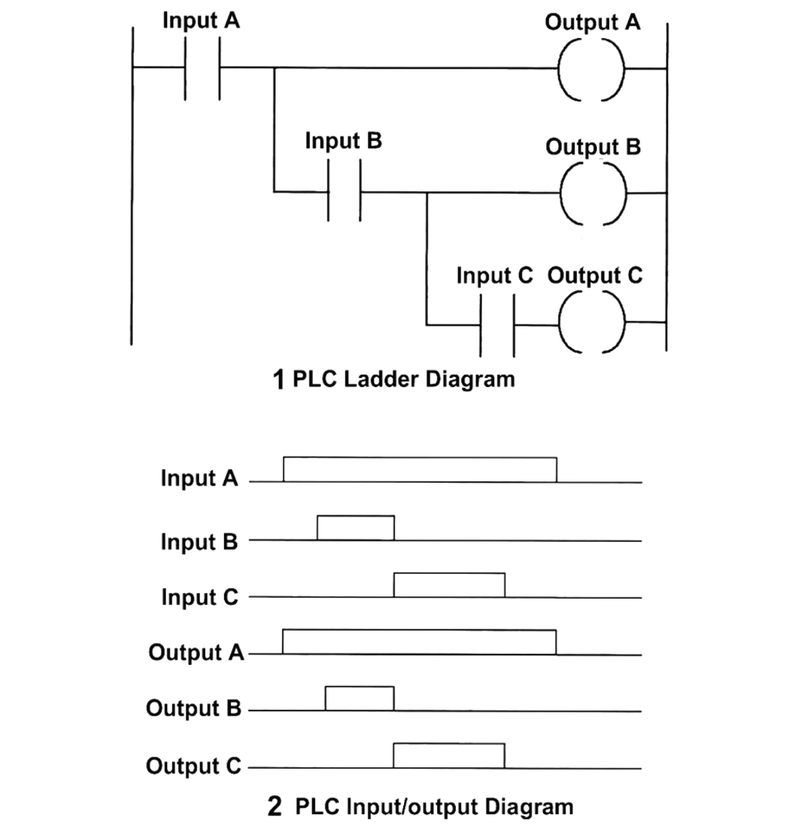 Input A Output A
Input B Output B
Input C Output C
1 PLC Ladder Diagram
Input A
Input B
Input C
Output A
Output B
Output C
2 PLC Input/output Diagram